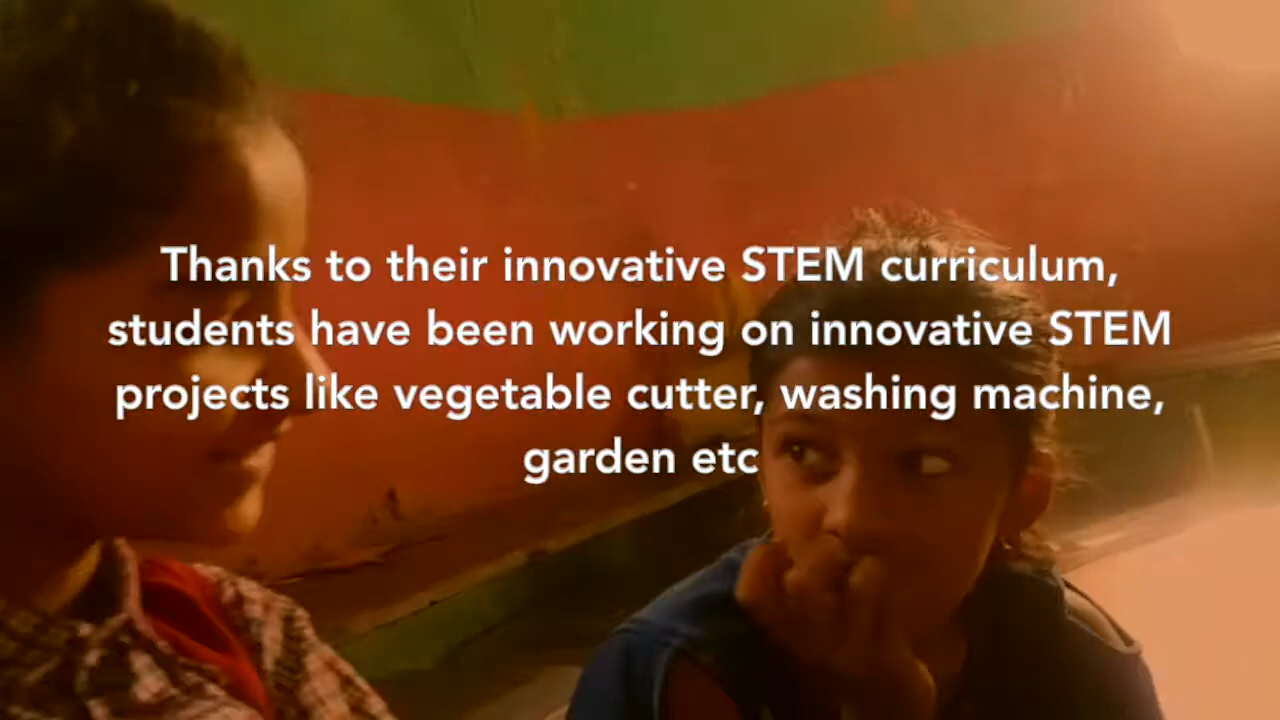 Thanks to their innovative STEM curriculum,
students have been working on innovative STEM
projects like vegetable cutter, washing machine,
garden etc